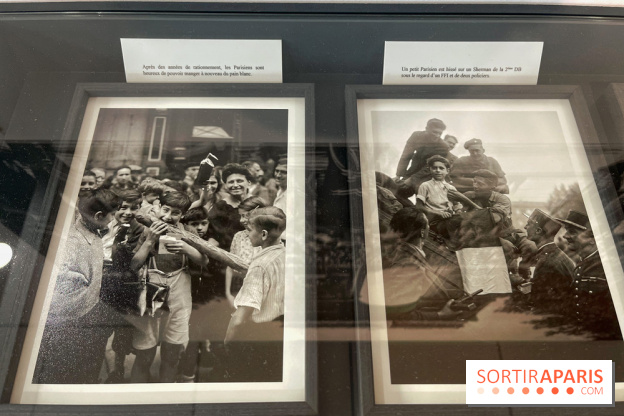 Après des années de rationnement, les Parisiens sont
heureux de pouvoir manger à nouveau du pain blanc.
Un petit Parisien est hissé sur un Sherman de la 2ème DB
sous le regard d'un FFI et de deux policiers.
SORTIRAPARIS
.COM